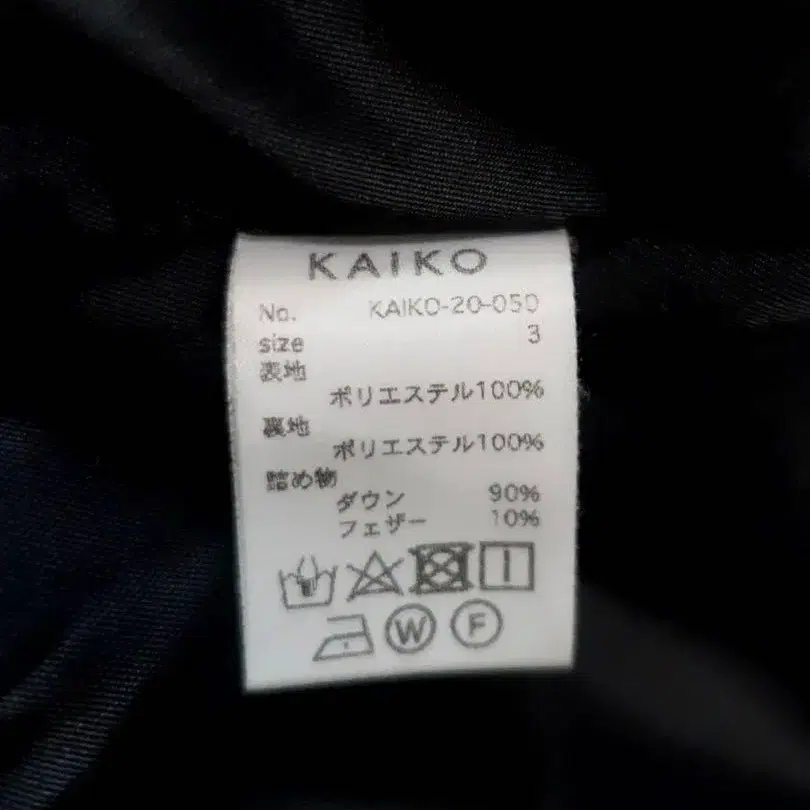 KAIKO
No. KAIKO-20-050
size 3
表地
ポリエステル100%
裏地
ポリエステル100%
詰め物
ダウン 90%
フェザー 10%
W F